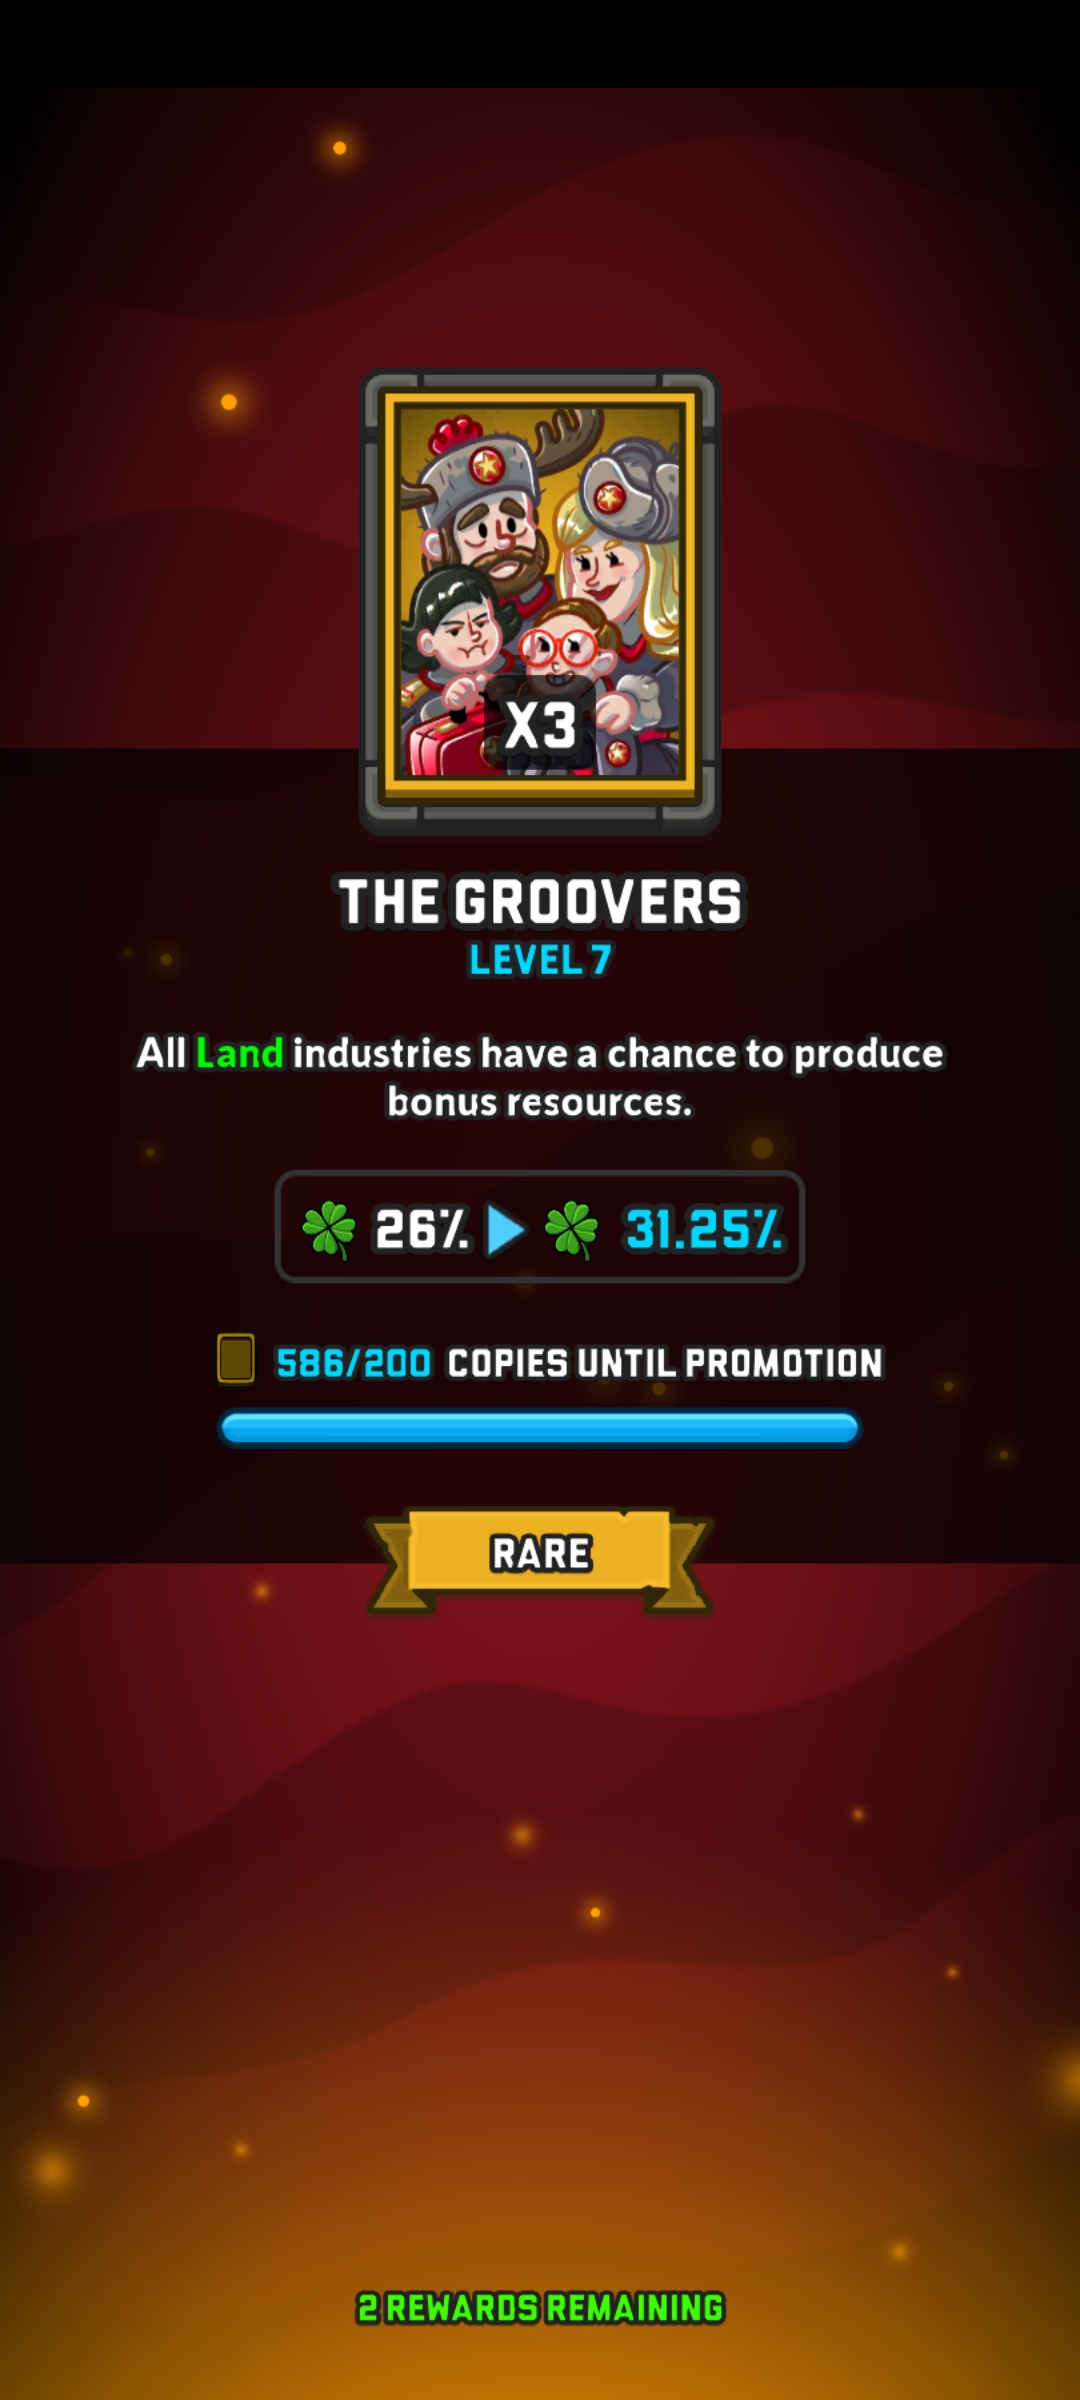 X3
THE GROOVERS
LEVEL 7
All Land industries have a chance to produce
bonus resources.
26% 31.25%
586/200 COPIES UNTIL PROMOTION
RARE
2 REWARDS REMAINING